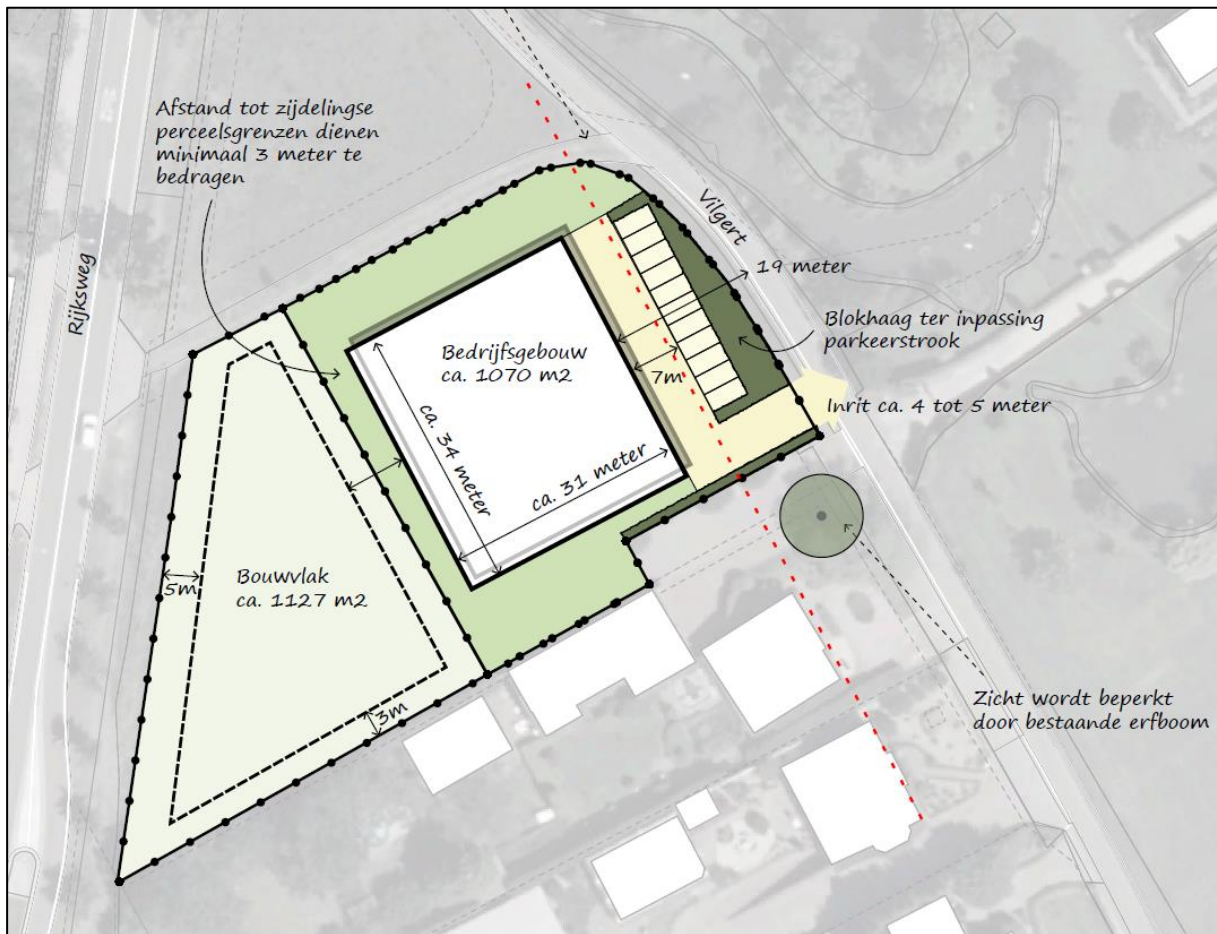 Afstand tot zijdelingse
perceelsgrenzen dienen
minimaal 3 meter te
bedragen
Vilgert
Rijksweg
19 meter
Blokhaag ter inpassing
parkeerstrook
Bedrijfsgebouw
ca. 1070 m2
7m
Inrit ca. 4 tot 5 meter
ca. 34 meter
ca. 31 meter
5m
Bouwvlak
ca. 1127 m2
3m
Zicht wordt beperkt
door bestaande erfboom